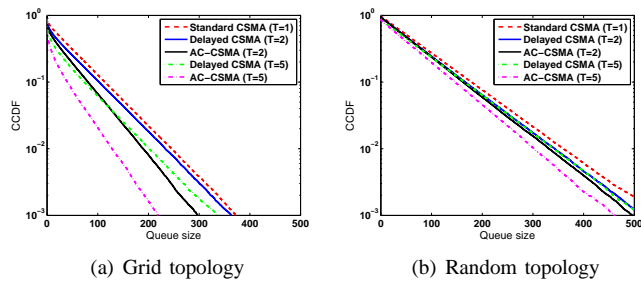 Standard CSMA (T=1)
Delayed CSMA (T=2)
AC-CSMA (T=2)
Delayed CSMA (T=5)
AC-CSMA (T=5)
CCDF
10^0
10^-1
10^-2
10^-3
0 100 200 300 400 500
Queue size
(a) Grid topology
Standard CSMA (T=1)
Delayed CSMA (T=2)
AC-CSMA (T=2)
Delayed CSMA (T=5)
AC-CSMA (T=5)
CCDF
10^0
10^-1
10^-2
10^-3
0 100 200 300 400 500
Queue size
(b) Random topology